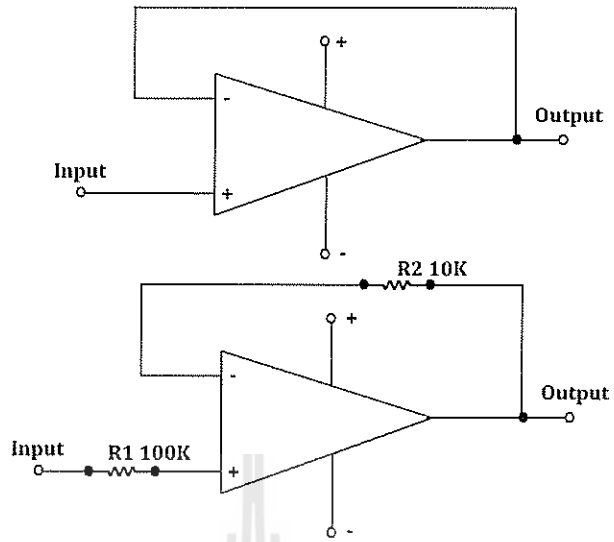 +
-
Output
Input
+
-
R2 10K
+
-
Output
Input
R1 100K
+
-